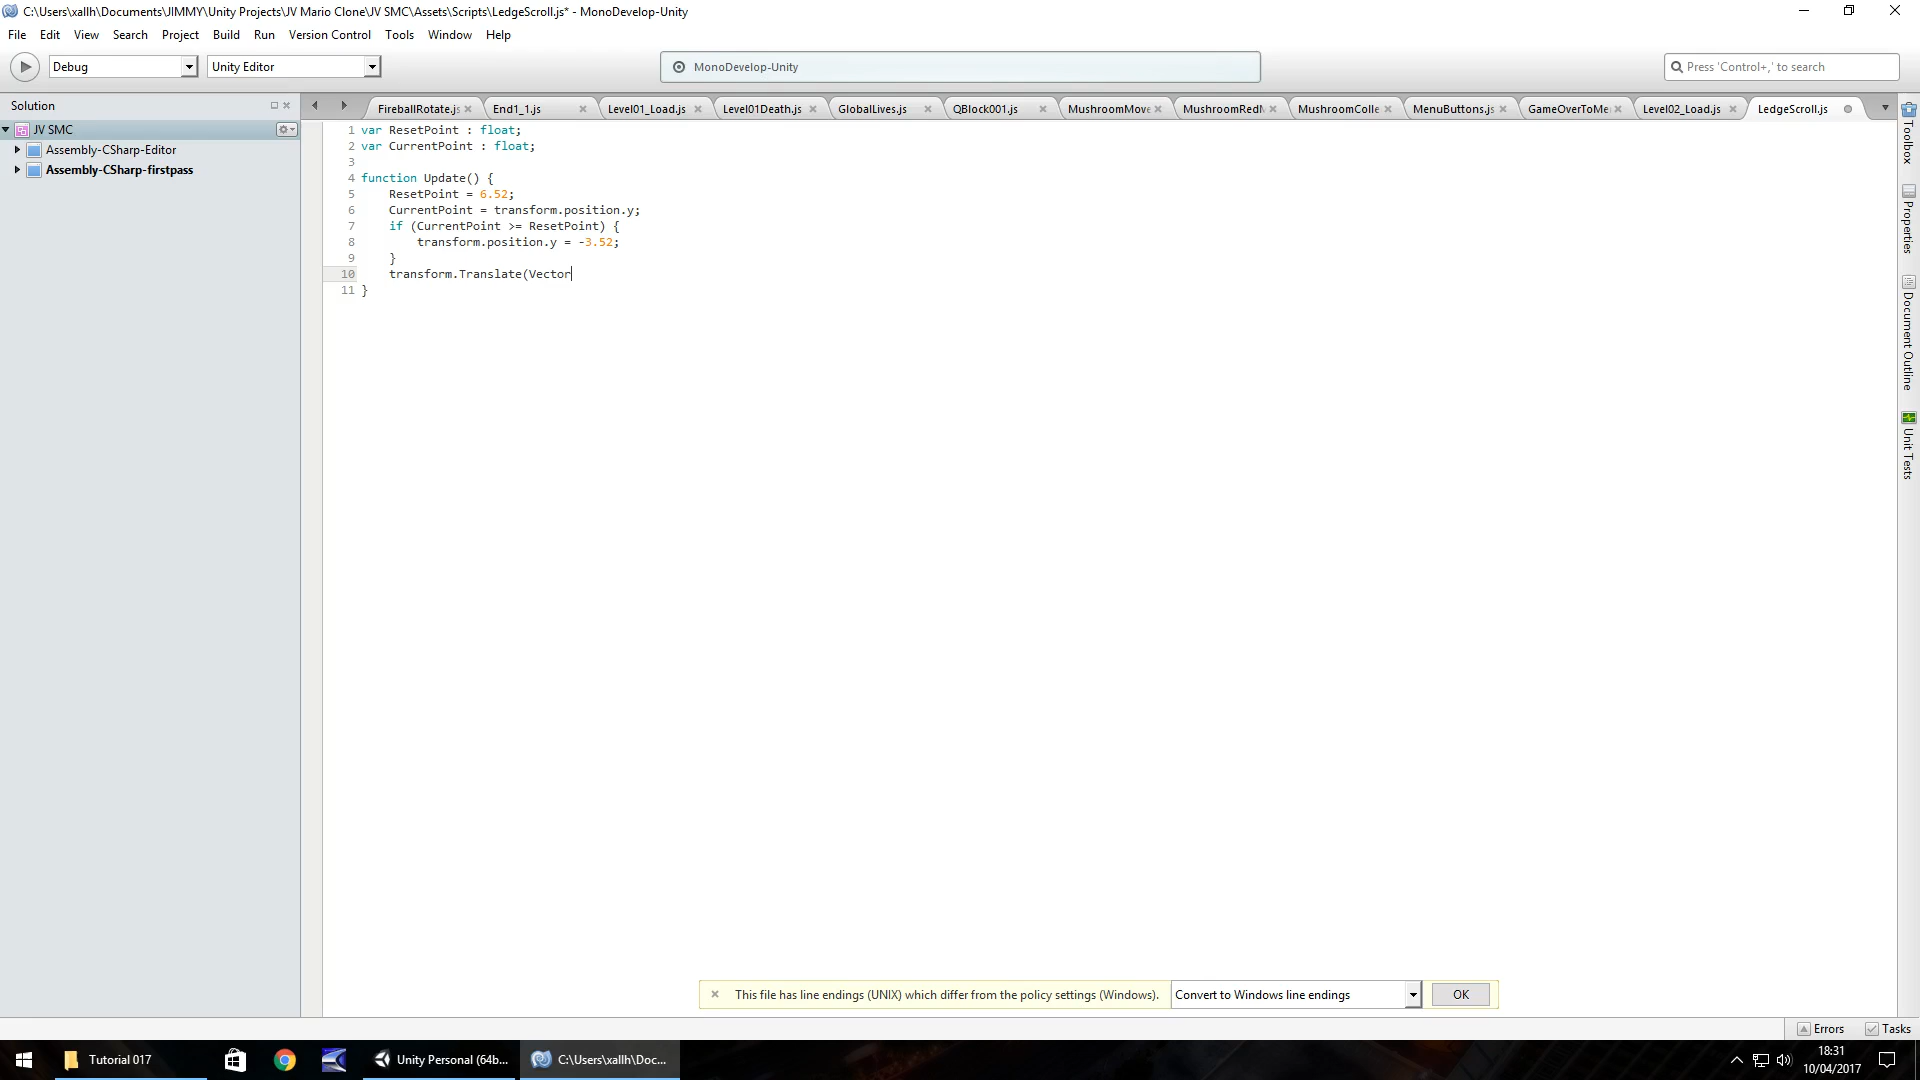 C:\Users\xallh\Documents\JIMMY\Unity Projects\JV Mario Clone\JV SMC\Assets\Scripts\LedgeScroll.js* - MonoDevelop-Unity
File Edit View Search Project Build Run Version Control Tools Window Help
Debug Unity Editor MonoDevelop-Unity Press 'Control+,' to search
Solution
FireballRotate.js End1_1.js Level01_Load.js Level01Death.js GlobalLives.js QBlock001.js MushroomMove MushroomRedM MushroomColle MenuButtons.js GameOverToMe Level02_Load.js LedgeScroll.js
JV SMC
Assembly-CSharp-Editor
Assembly-CSharp-firstpass
1 var ResetPoint : float;
2 var CurrentPoint : float;
3
4 function Update() {
5 ResetPoint = 6.52;
6 CurrentPoint = transform.position.y;
7 if (CurrentPoint >= ResetPoint) {
8 transform.position.y = -3.52;
9 }
10 transform.Translate(Vector
11 }
Toolbox
Properties
Document Outline
Unit Tests
This file has line endings (UNIX) which differ from the policy settings (Windows). Convert to Windows line endings OK
Errors Tasks
Tutorial 017 Unity Personal (64b... C:\Users\xallh\Doc...
18:31
10/04/2017